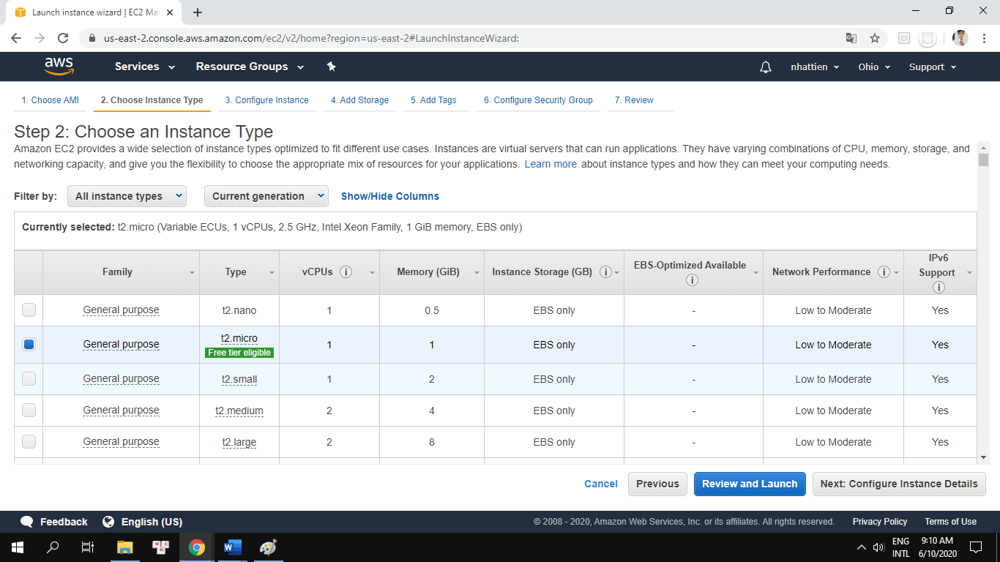 Launch instance wizard | EC2 Ma
us-east-2.console.aws.amazon.com/ec2/v2/home?region=us-east-2#LaunchInstanceWizard:
aws Services Resource Groups nhattien Ohio Support
1. Choose AMI 2. Choose Instance Type 3. Configure Instance 4. Add Storage 5. Add Tags 6. Configure Security Group 7. Review
Step 2: Choose an Instance Type
Amazon EC2 provides a wide selection of instance types optimized to fit different use cases. Instances are virtual servers that can run applications. They have varying combinations of CPU, memory, storage, and
networking capacity, and give you the flexibility to choose the appropriate mix of resources for your applications. Learn more about instance types and how they can meet your computing needs.
Filter by: All instance types Current generation Show/Hide Columns
Currently selected: t2.micro (Variable ECUs, 1 vCPUs, 2.5 GHz, Intel Xeon Family, 1 GiB memory, EBS only)
Family Type vCPUs Memory (GiB) Instance Storage (GB) EBS-Optimized Available Network Performance IPv6
Support
General purpose t2.nano 1 0.5 EBS only - Low to Moderate Yes
General purpose t2.micro 1 1 EBS only - Low to Moderate Yes
Free tier eligible
General purpose t2.small 1 2 EBS only - Low to Moderate Yes
General purpose t2.medium 2 4 EBS only - Low to Moderate Yes
General purpose t2.large 2 8 EBS only - Low to Moderate Yes
Cancel Previous Review and Launch Next: Configure Instance Details
Feedback English (US) © 2008 - 2020, Amazon Web Services, Inc. or its affiliates. All rights reserved. Privacy Policy Terms of Use
ENG 9:10 AM
INTL 6/10/2020